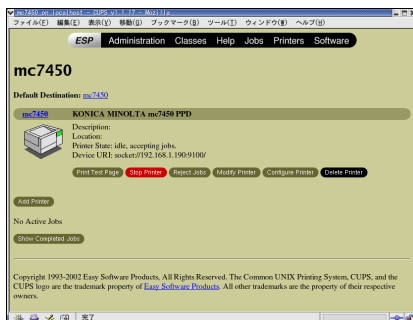 mc7450 on localhost - CUPS v1.1.17 - Mozilla
ファイル(F) 編集(E) 表示(V) 移動(G) ブックマーク(B) ツール(T) ウィンドウ(W) ヘルプ(H)
ESP Administration Classes Help Jobs Printers Software
mc7450
Default Destination: mc7450
mc7450 KONICA MINOLTA mc7450 PPD
Description:
Location:
Printer State: idle, accepting jobs.
Device URI: socket://192.168.1.190:9100/
Print Test Page Stop Printer Reject Jobs Modify Printer Configure Printer Delete Printer
Add Printer
No Active Jobs
Show Completed Jobs
Copyright 1993-2002 Easy Software Products, All Rights Reserved. The Common UNIX Printing System, CUPS, and the
CUPS logo are the trademark property of Easy Software Products. All other trademarks are the property of their respective
owners.
完了